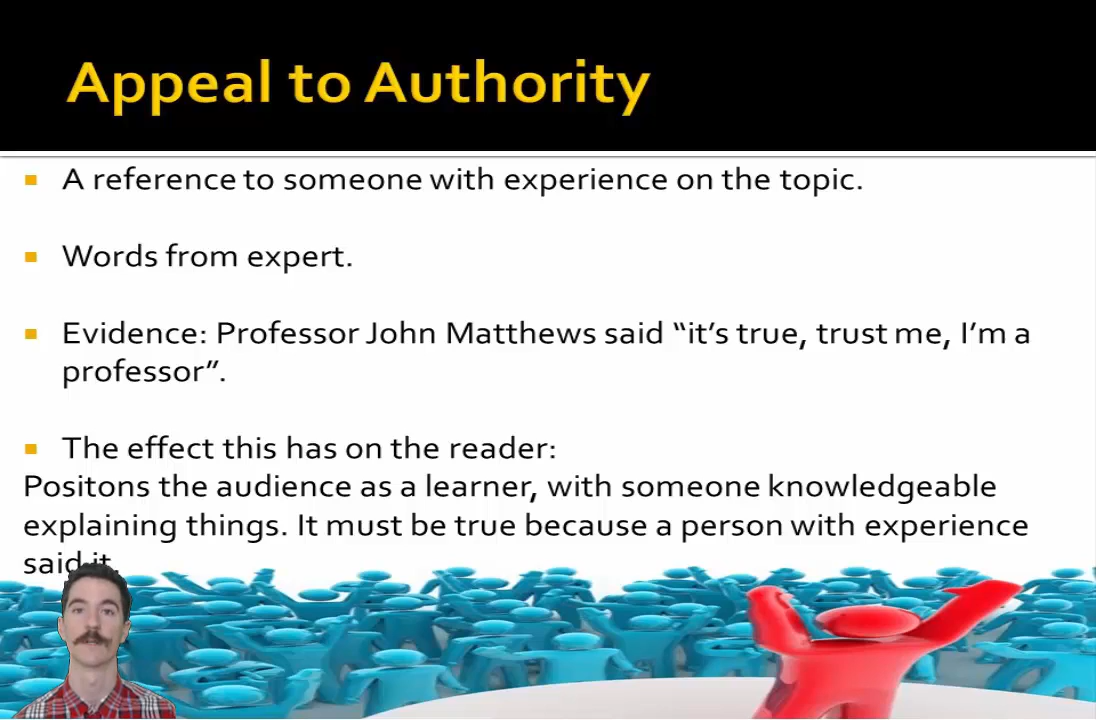 Appeal to Authority
A reference to someone with experience on the topic.
Words from expert.
Evidence: Professor John Matthews said “it’s true, trust me, I’m a
professor”.
The effect this has on the reader:
Positons the audience as a learner, with someone knowledgeable
explaining things. It must be true because a person with experience
said it.